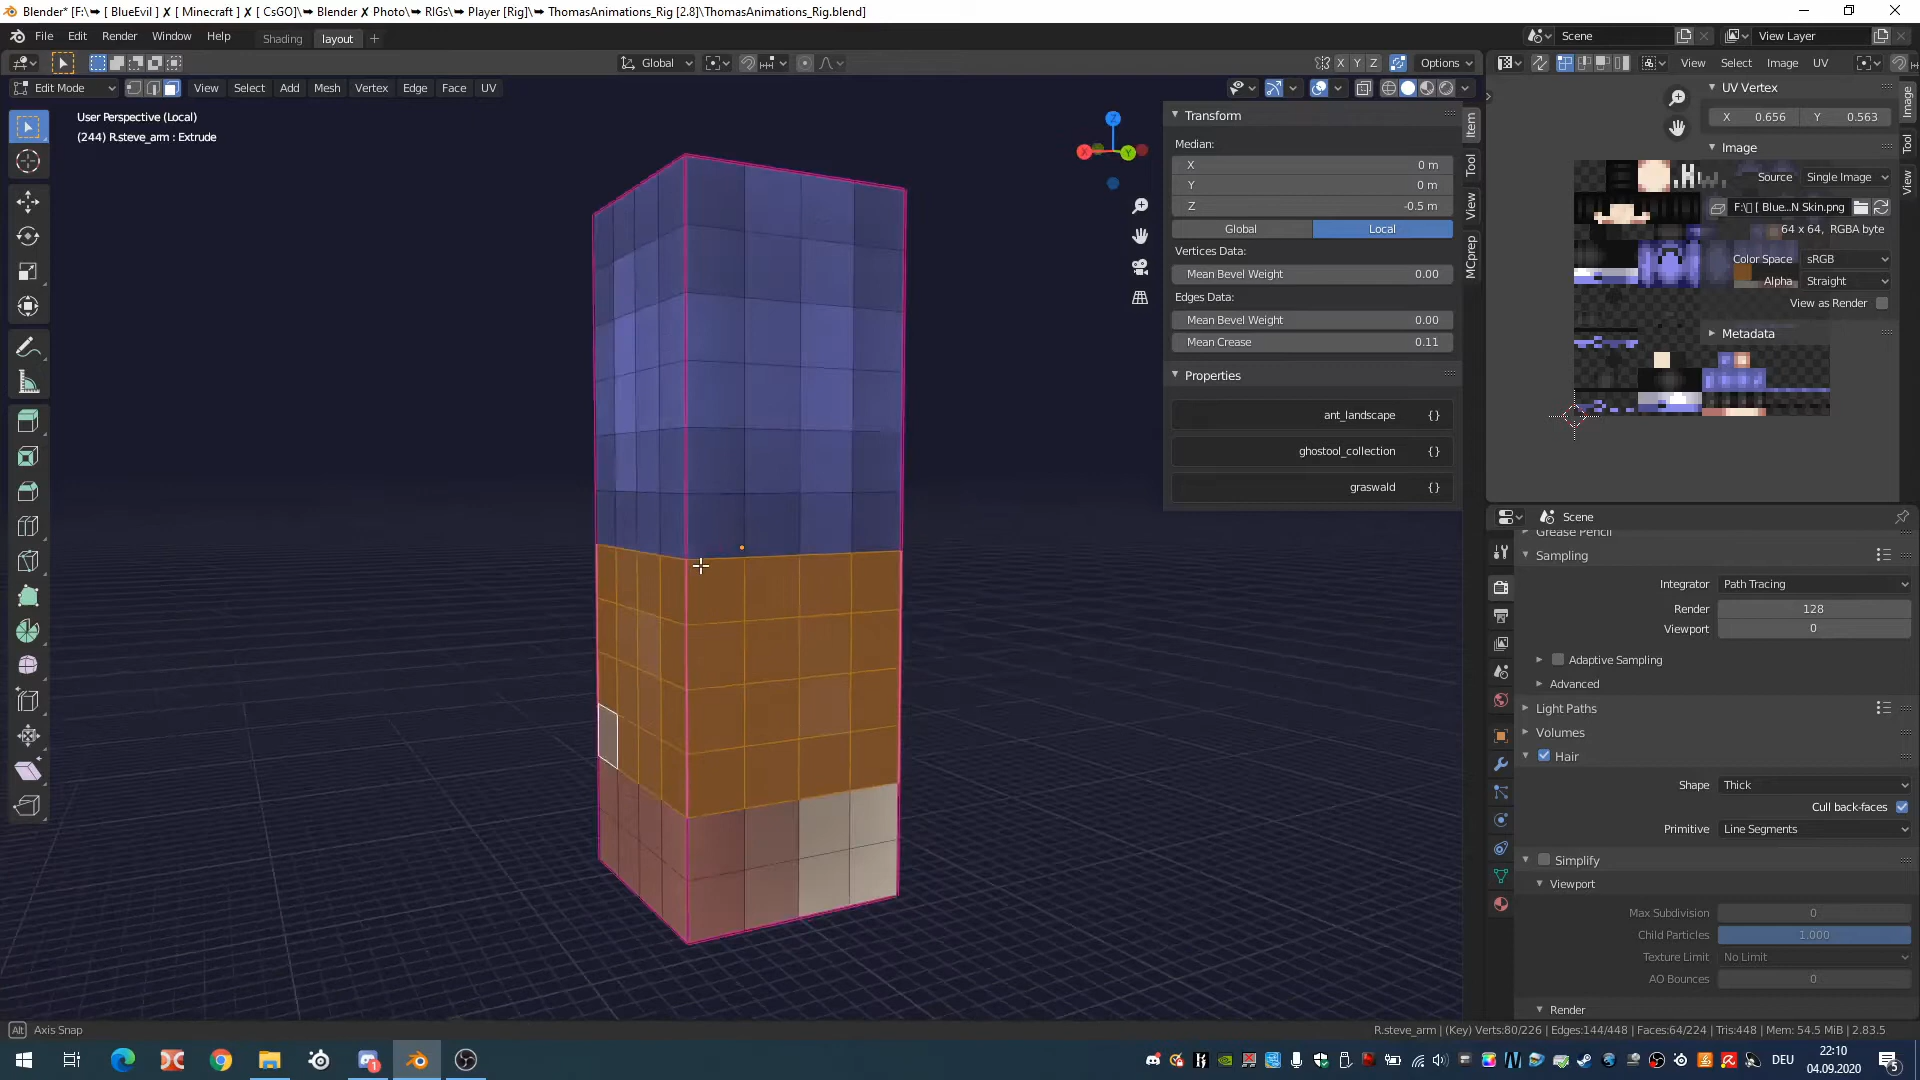 Blender* [F:\➥ [ BlueEvil ] ✗ [ Minecraft ] ✗ [ CsGO]\➥ Blender ✗ Photo\➥ RIGs\➥ Player [Rig]\➥ ThomasAnimations_Rig [2.8]\ThomasAnimations_Rig.blend]
File Edit Render Window Help Shading layout +
Scene View Layer
Global Options X Y Z
View Select Image UV
Edit Mode View Select Add Mesh Vertex Edge Face UV
User Perspective (Local)
(244) R.steve_arm : Extrude
Z
X Y
Transform
Median:
X 0 m
Y 0 m
Z -0.5 m
Global Local
Vertices Data:
Mean Bevel Weight 0.00
Edges Data:
Mean Bevel Weight 0.00
Mean Crease 0.11
Properties
ant_landscape {}
ghostool_collection {}
graswald {}
Item
Tool
View
MCprep
UV Vertex
X 0.656 Y 0.563
Image
Source Single Image
F:\[ Blue...N Skin.png
64 x 64, RGBA byte
Color Space sRGB
Alpha Straight
View as Render
Metadata
Image
Tool
View
Scene
Grease Pencil
Sampling
Integrator Path Tracing
Render 128
Viewport 0
Adaptive Sampling
Advanced
Light Paths
Volumes
Hair
Shape Thick
Cull back-faces
Primitive Line Segments
Simplify
Viewport
Max Subdivision 0
Child Particles 1.000
Texture Limit No Limit
AO Bounces 0
Render
Alt Axis Snap
R.steve_arm | (Key) Verts:80/226 | Edges:144/448 | Faces:64/224 | Tris:448 | Mem: 54.5 MiB | 2.83.5
DEU
22:10
04.09.2020
5